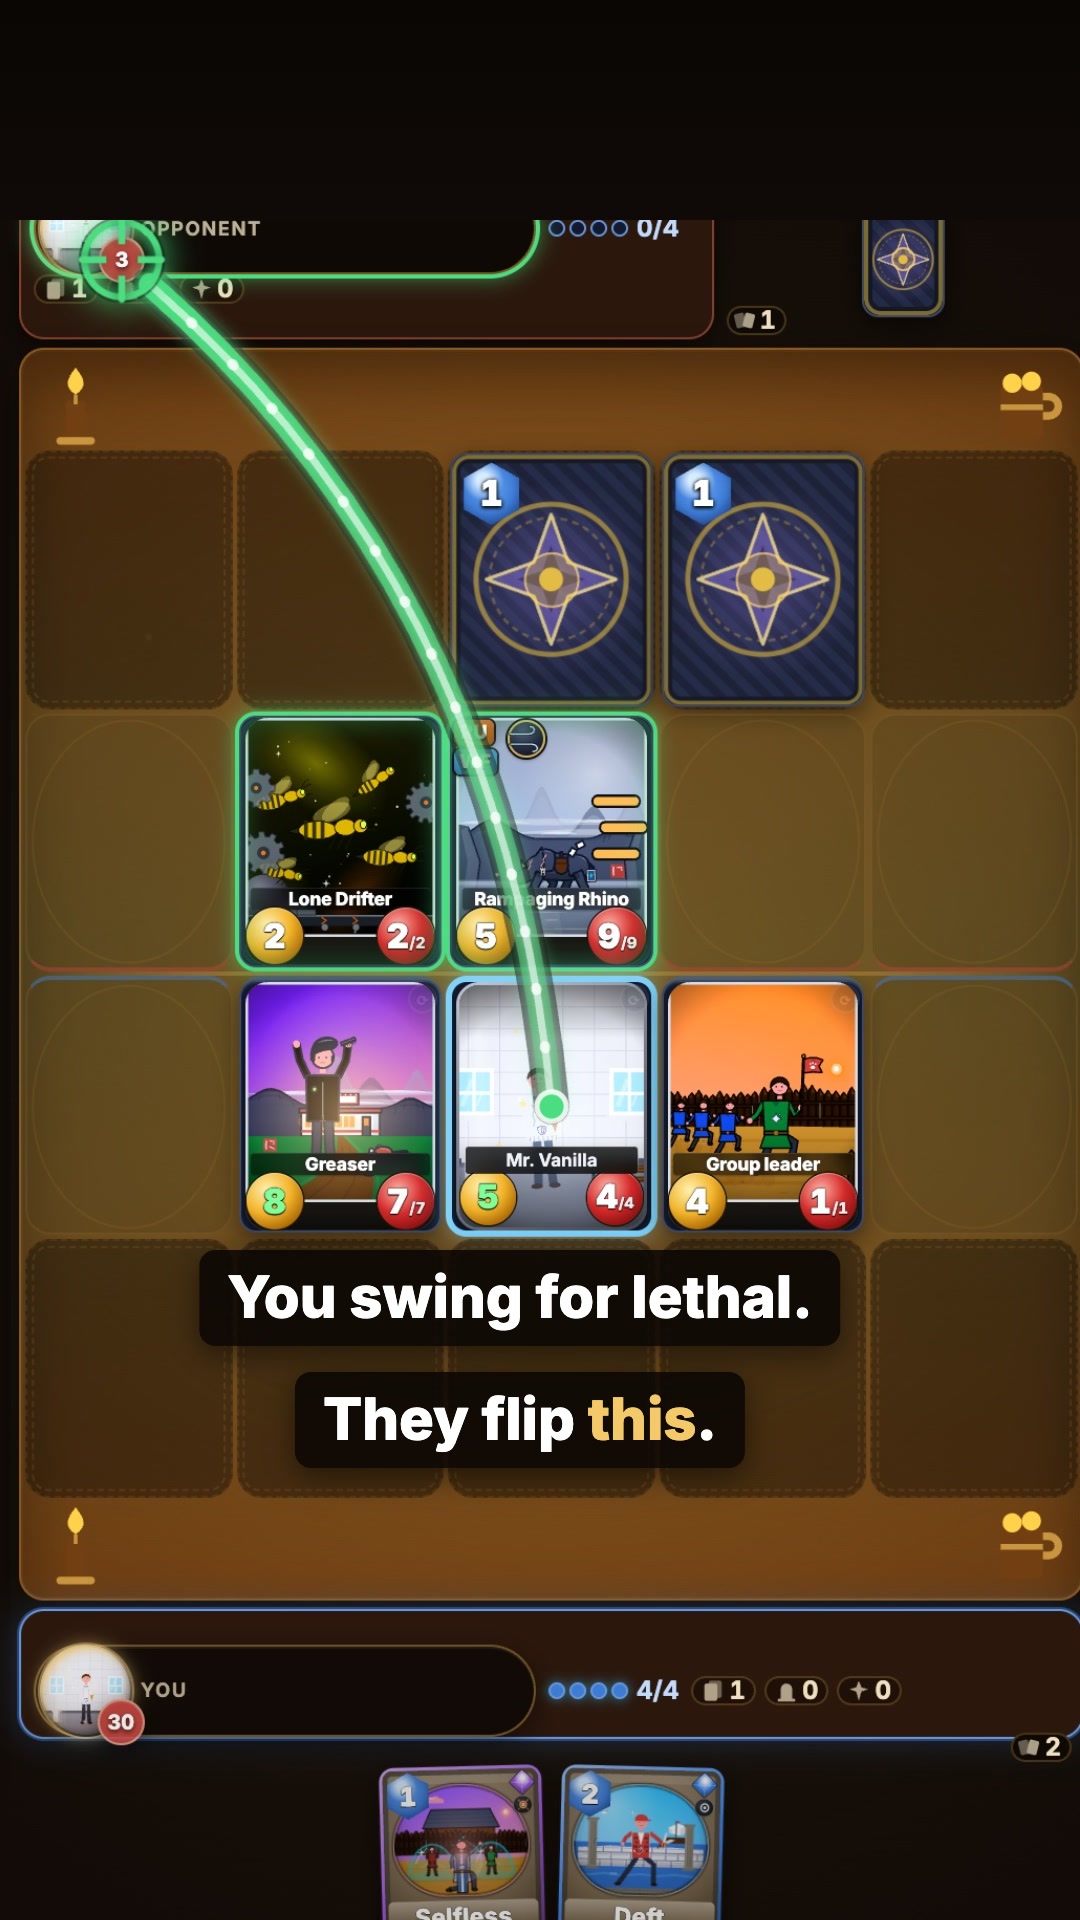 OPPONENT
0/4
3
1
0
1
1
1
Lone Drifter
2
2/2
Rampaging Rhino
5
9/9
Greaser
8
7/7
Mr. Vanilla
5
4/4
Group leader
4
1/1
You swing for lethal.
They flip this.
YOU
30
4/4
1
0
0
2
1
2
Selfless
Deft